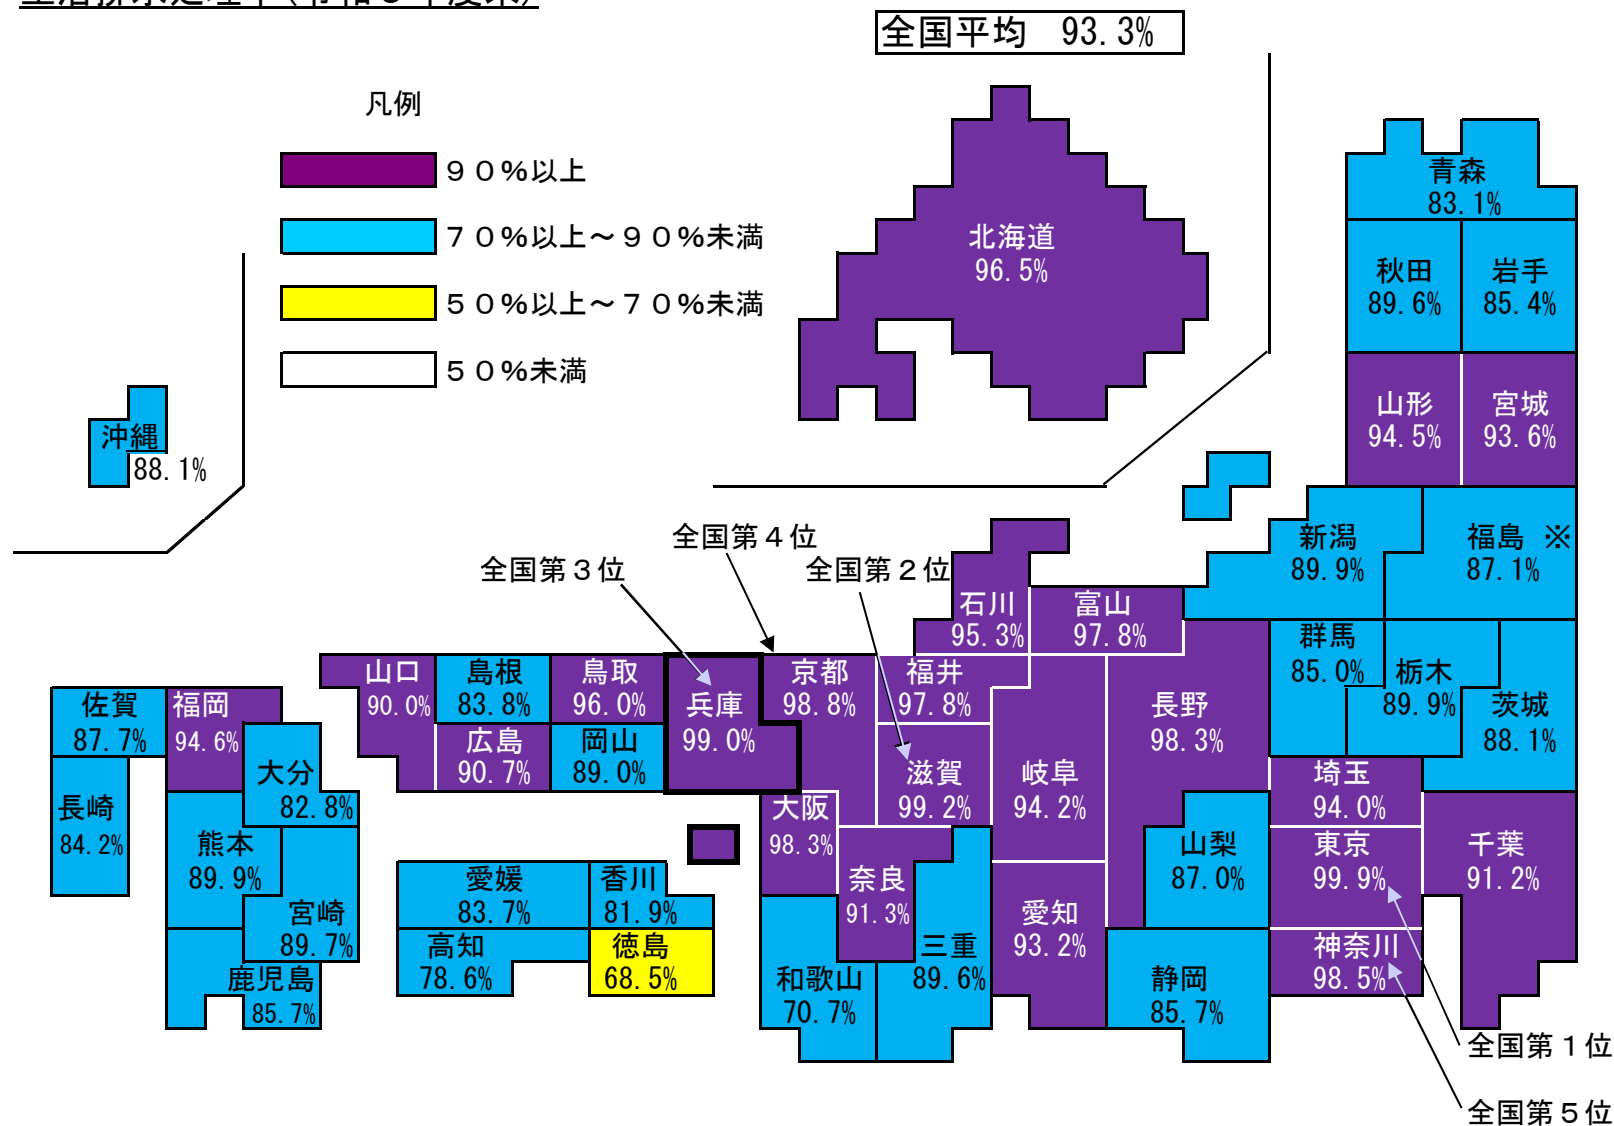 全国平均　93.3%
凡例
９０%以上
７０%以上～９０%未満
５０%以上～７０%未満
５０%未満
北海道
96.5%
青森
83.1%
秋田
89.6%
岩手
85.4%
山形
94.5%
宮城
93.6%
沖縄
88.1%
新潟
89.9%
福島 ※
87.1%
全国第４位
全国第３位
全国第２位
石川
95.3%
富山
97.8%
群馬
85.0%
栃木
89.9%
茨城
88.1%
山口
90.0%
島根
83.8%
鳥取
96.0%
兵庫
99.0%
京都
98.8%
福井
97.8%
長野
98.3%
佐賀
87.7%
福岡
94.6%
広島
90.7%
岡山
89.0%
滋賀
99.2%
岐阜
94.2%
埼玉
94.0%
大分
82.8%
長崎
84.2%
熊本
89.9%
大阪
98.3%
山梨
87.0%
東京
99.9%
千葉
91.2%
奈良
91.3%
愛媛
83.7%
香川
81.9%
宮崎
89.7%
愛知
93.2%
高知
78.6%
徳島
68.5%
三重
89.6%
神奈川
98.5%
鹿児島
85.7%
和歌山
70.7%
静岡
85.7%
全国第１位
全国第５位